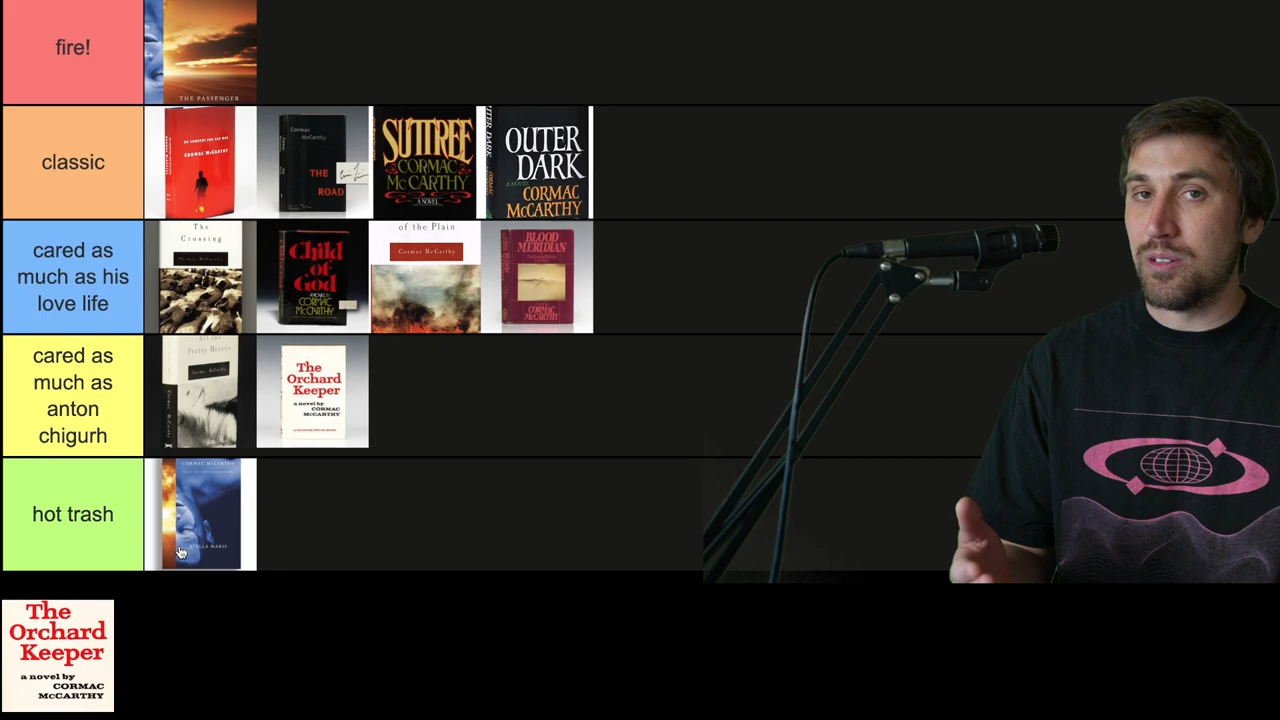 fire!
THE PASSENGER
classic
NO COUNTRY FOR OLD MEN
CORMAC McCARTHY
Cormac
McCarthy
THE
ROAD
SUTTREE
CORMAC
McCARTHY
A NOVEL
OUTER
DARK
A NOVEL
CORMAC
McCARTHY
cared as
much as his
love life
The
Crossing
Cormac McCarthy
Child
of
God
A NOVEL BY
CORMAC
McCARTHY
of the Plain
Cormac McCarthy
BLOOD
MERIDIAN
CORMAC
McCARTHY
cared as
much as
anton
chigurh
All the
Pretty Horses
Cormac McCarthy
The
Orchard
Keeper
a novel by
CORMAC
McCARTHY
hot trash
CORMAC McCARTHY
STELLA MARIS
The
Orchard
Keeper
a novel by
CORMAC
McCARTHY